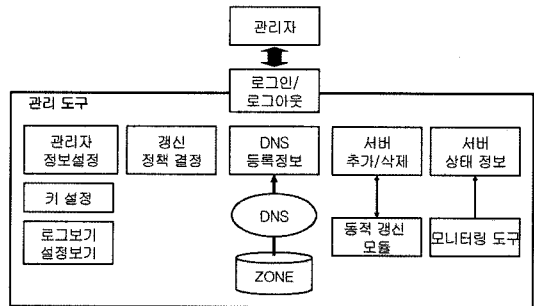 관리자
로그인/
로그아웃
관리 도구
관리자
정보설정
갱신
정책 결정
DNS
등록정보
서버
추가/삭제
서버
상태 정보
키 설정
로그보기
설정보기
DNS
ZONE
동적 갱신
모듈
모니터링 도구